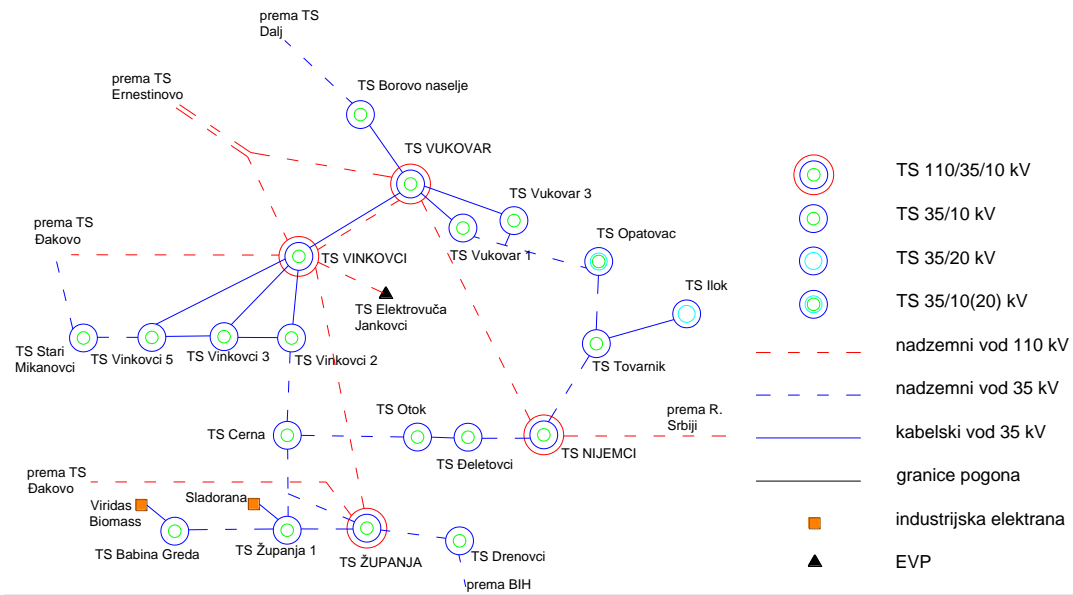 prema TS
Dalj
prema TS
Ernestinovo
TS Borovo naselje
TS VUKOVAR
TS Vukovar 3
TS Vukovar 1
TS Opatovac
prema TS
Đakovo
TS VINKOVCI
TS Elektrovuča
Jankovci
TS Ilok
TS Stari
Mikanovci
TS Vinkovci 5
TS Vinkovci 3
TS Vinkovci 2
TS Tovarnik
TS Cerna
TS Otok
TS Đeletovci
TS NIJEMCI
prema R.
Srbiji
prema TS
Đakovo
Viridas
Biomass
Sladorana
TS Babina Greda
TS Županja 1
TS ŽUPANJA
TS Drenovci
prema BIH
TS 110/35/10 kV
TS 35/10 kV
TS 35/20 kV
TS 35/10(20) kV
nadzemni vod 110 kV
nadzemni vod 35 kV
kabelski vod 35 kV
granice pogona
industrijska elektrana
EVP